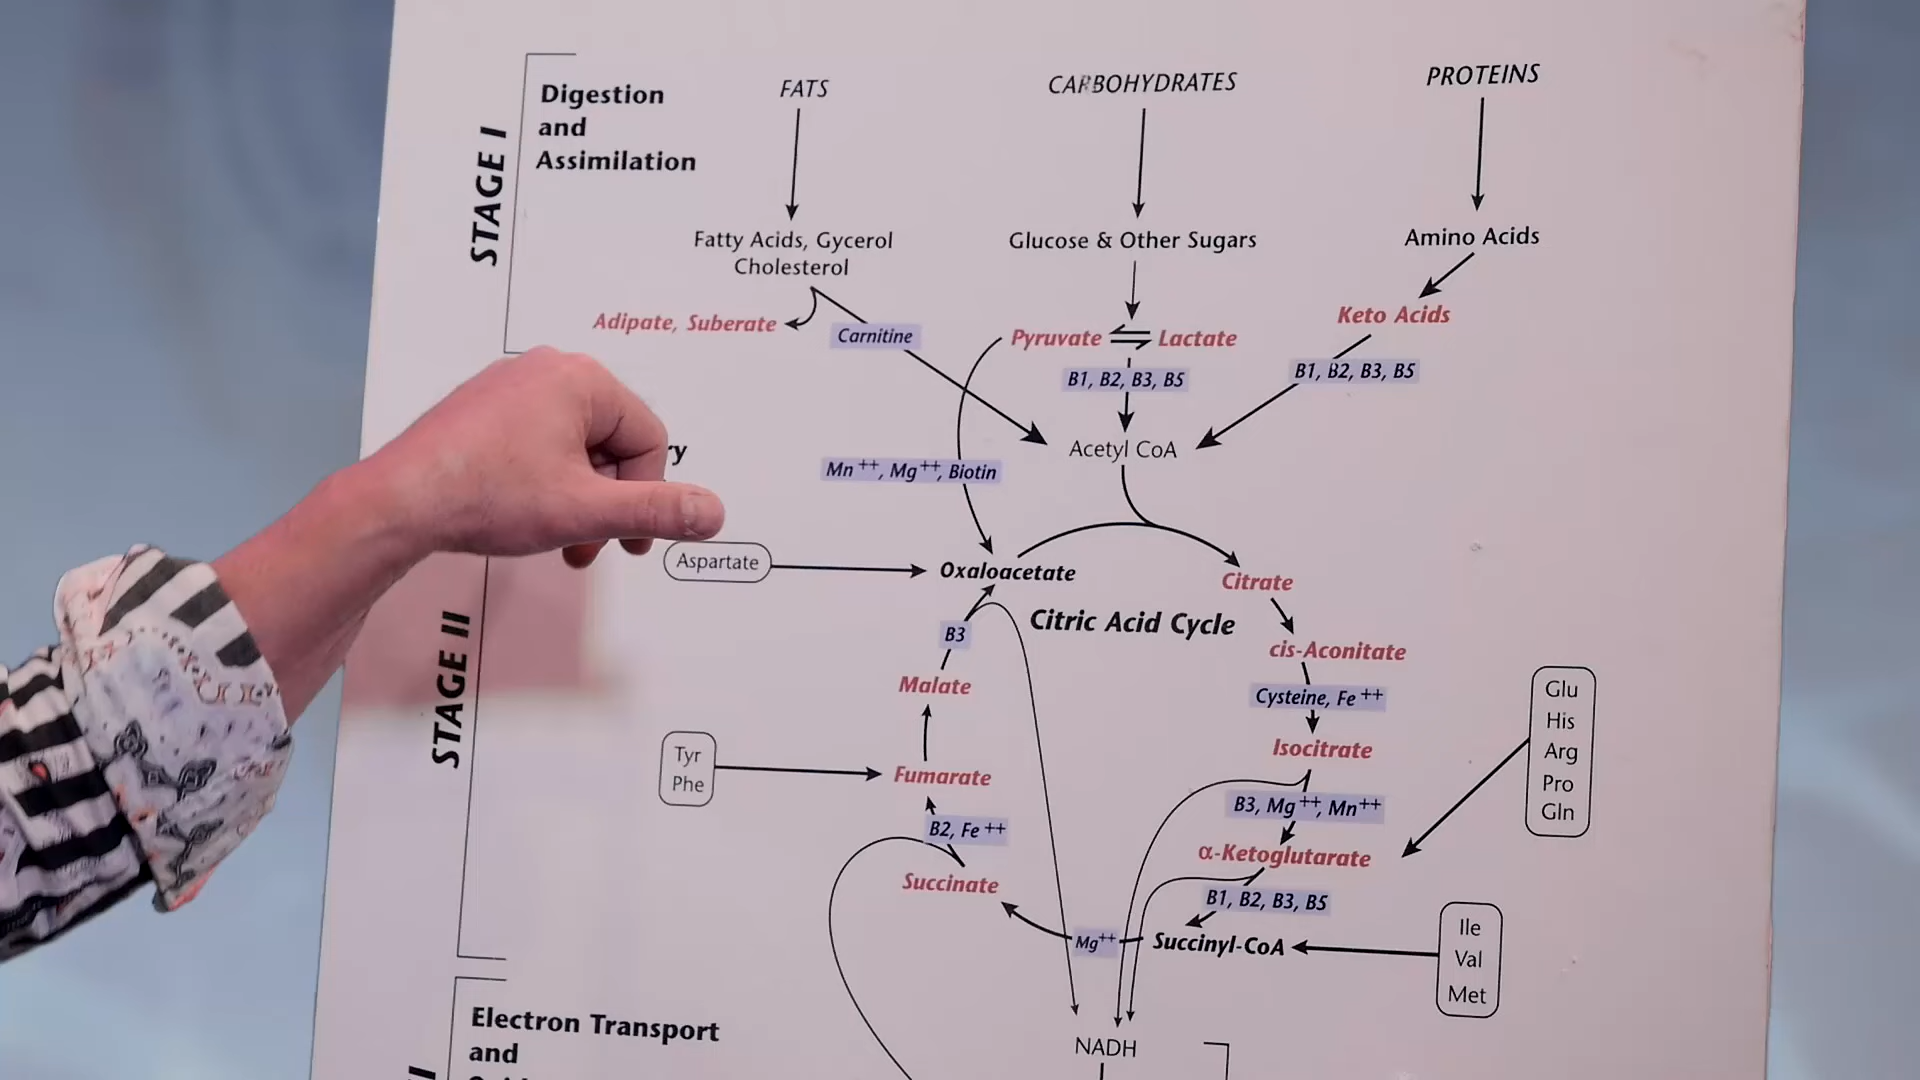 STAGE I
Digestion
and
Assimilation
FATS
CARBOHYDRATES
PROTEINS
Fatty Acids, Gycerol
Cholesterol
Glucose & Other Sugars
Amino Acids
Adipate, Suberate
Carnitine
Pyruvate
Lactate
Keto Acids
B1, B2, B3, B5
B1, B2, B3, B5
Acetyl CoA
Mn++, Mg++, Biotin
STAGE II
Aspartate
Oxaloacetate
Citrate
Citric Acid Cycle
B3
cis-Aconitate
Malate
Cysteine, Fe++
Glu
His
Arg
Pro
Gln
Isocitrate
Tyr
Phe
Fumarate
B3, Mg++, Mn++
B2, Fe++
α-Ketoglutarate
Succinate
B1, B2, B3, B5
Mg++
Succinyl-CoA
Ile
Val
Met
Electron Transport
and
NADH